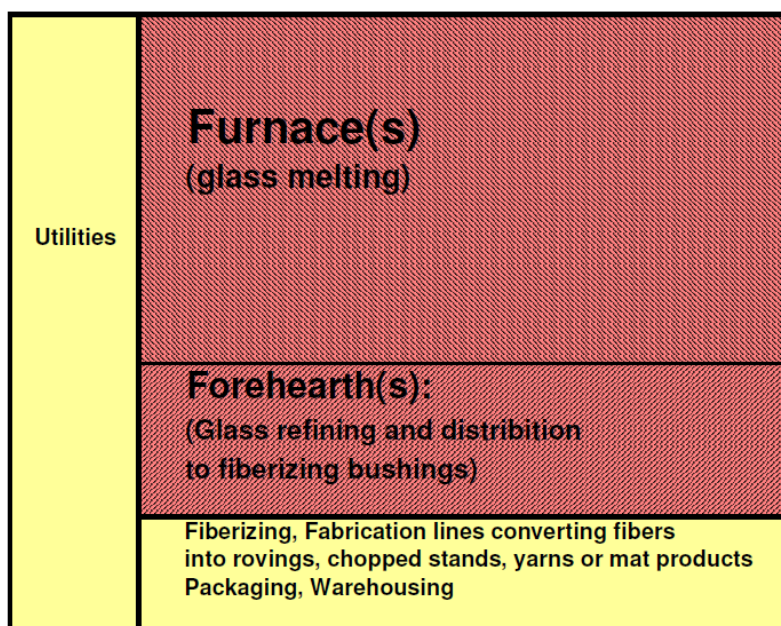 Utilities
Furnace(s)
(glass melting)
Forehearth(s):
(Glass refining and distribition
to fiberizing bushings)
Fiberizing, Fabrication lines converting fibers
into rovings, chopped stands, yarns or mat products
Packaging, Warehousing